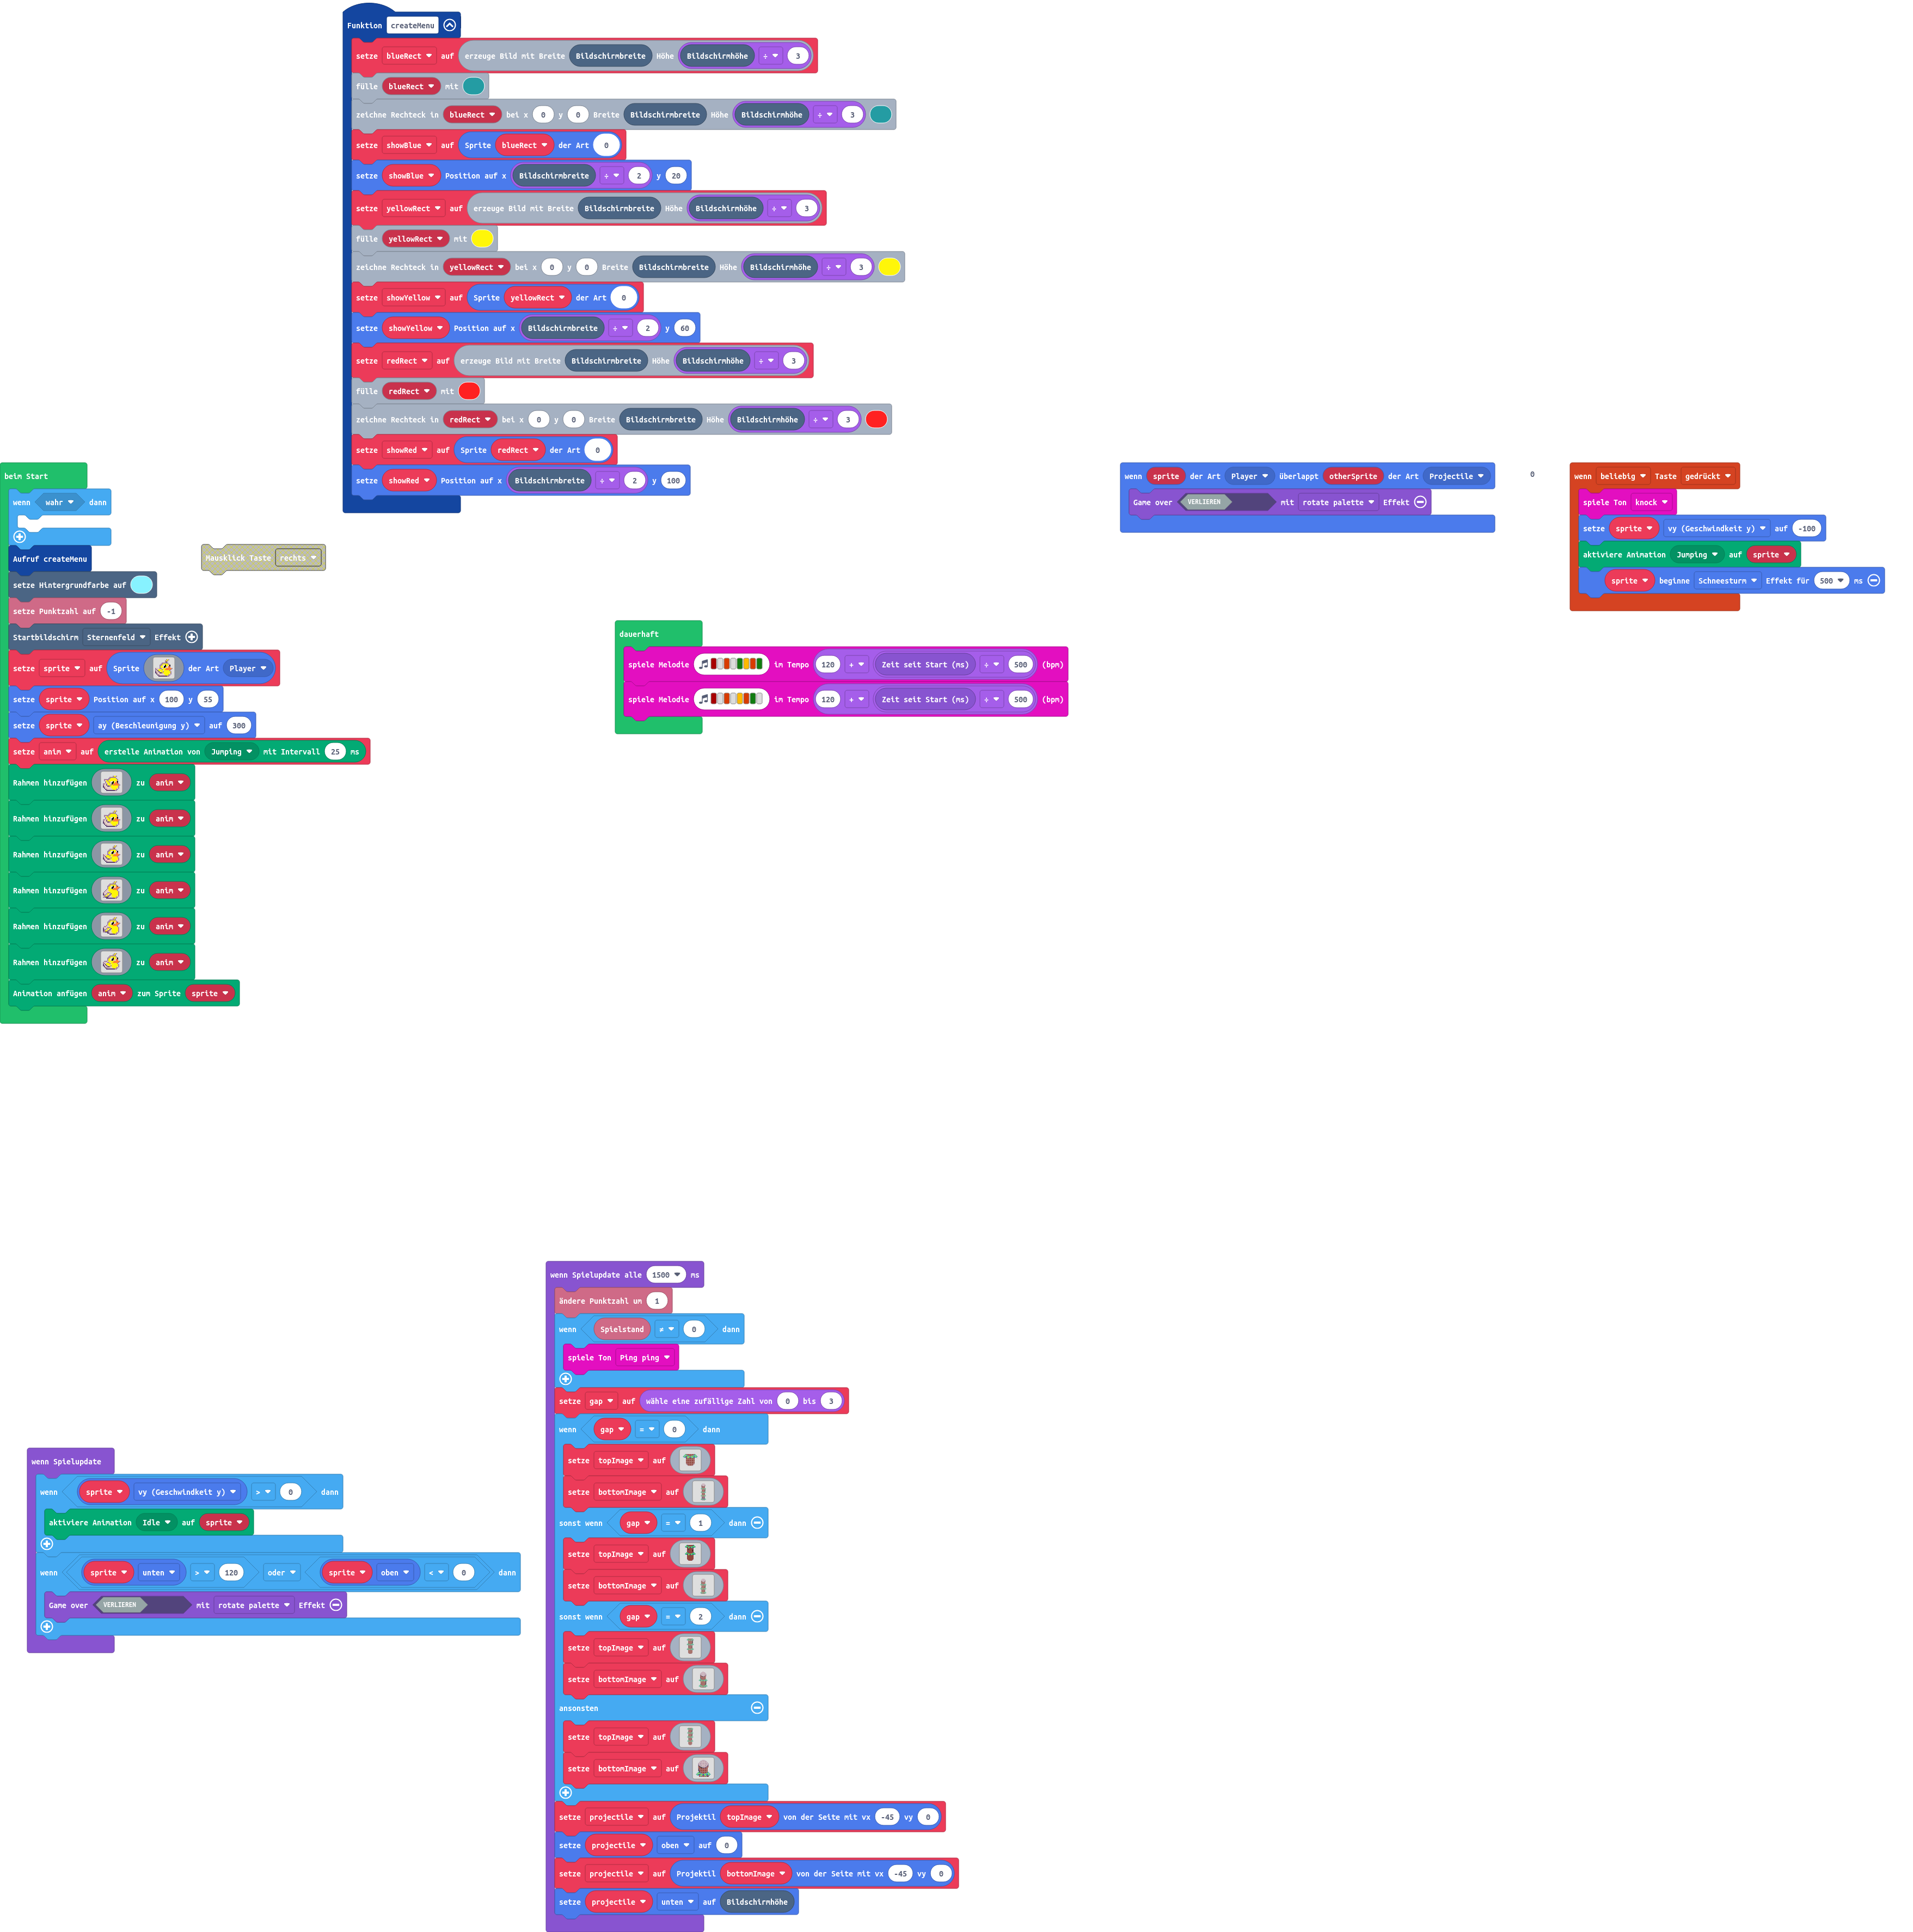 Funktion createMenu
setze blueRect auf erzeuge Bild mit Breite Bildschirmbreite Höhe Bildschirmhöhe ÷ 3
fülle blueRect mit
zeichne Rechteck in blueRect bei x 0 y 0 Breite Bildschirmbreite Höhe Bildschirmhöhe ÷ 3
setze showBlue auf Sprite blueRect der Art 0
setze showBlue Position auf x Bildschirmbreite ÷ 2 y 20
setze yellowRect auf erzeuge Bild mit Breite Bildschirmbreite Höhe Bildschirmhöhe ÷ 3
fülle yellowRect mit
zeichne Rechteck in yellowRect bei x 0 y 0 Breite Bildschirmbreite Höhe Bildschirmhöhe ÷ 3
setze showYellow auf Sprite yellowRect der Art 0
setze showYellow Position auf x Bildschirmbreite ÷ 2 y 60
setze redRect auf erzeuge Bild mit Breite Bildschirmbreite Höhe Bildschirmhöhe ÷ 3
fülle redRect mit
zeichne Rechteck in redRect bei x 0 y 0 Breite Bildschirmbreite Höhe Bildschirmhöhe ÷ 3
setze showRed auf Sprite redRect der Art 0
setze showRed Position auf x Bildschirmbreite ÷ 2 y 100
beim Start
wenn wahr dann
Aufruf createMenu
setze Hintergrundfarbe auf
setze Punktzahl auf -1
Startbildschirm Sternenfeld Effekt
setze sprite auf Sprite der Art Player
setze sprite Position auf x 100 y 55
setze sprite ay (Beschleunigung y) auf 300
setze anim auf erstelle Animation von Jumping mit Intervall 25 ms
Rahmen hinzufügen zu anim
Rahmen hinzufügen zu anim
Rahmen hinzufügen zu anim
Rahmen hinzufügen zu anim
Rahmen hinzufügen zu anim
Rahmen hinzufügen zu anim
Animation anfügen anim zum Sprite sprite
Mausklick Taste rechts
dauerhaft
spiele Melodie im Tempo 120 + Zeit seit Start (ms) ÷ 500 (bpm)
spiele Melodie im Tempo 120 + Zeit seit Start (ms) ÷ 500 (bpm)
wenn sprite der Art Player überlappt otherSprite der Art Projectile
Game over VERLIEREN mit rotate palette Effekt
0
wenn beliebig Taste gedrückt
spiele Ton knock
setze sprite vy (Geschwindkeit y) auf -100
aktiviere Animation Jumping auf sprite
sprite beginne Schneesturm Effekt für 500 ms
wenn Spielupdate
wenn sprite vy (Geschwindkeit y) > 0 dann
aktiviere Animation Idle auf sprite
wenn sprite unten > 120 oder sprite oben < 0 dann
Game over VERLIEREN mit rotate palette Effekt
wenn Spielupdate alle 1500 ms
ändere Punktzahl um 1
wenn Spielstand ≠ 0 dann
spiele Ton Ping ping
setze gap auf wähle eine zufällige Zahl von 0 bis 3
wenn gap = 0 dann
setze topImage auf
setze bottomImage auf
sonst wenn gap = 1 dann
setze topImage auf
setze bottomImage auf
sonst wenn gap = 2 dann
setze topImage auf
setze bottomImage auf
ansonsten
setze topImage auf
setze bottomImage auf
setze projectile auf Projektil topImage von der Seite mit vx -45 vy 0
setze projectile oben auf 0
setze projectile auf Projektil bottomImage von der Seite mit vx -45 vy 0
setze projectile unten auf Bildschirmhöhe